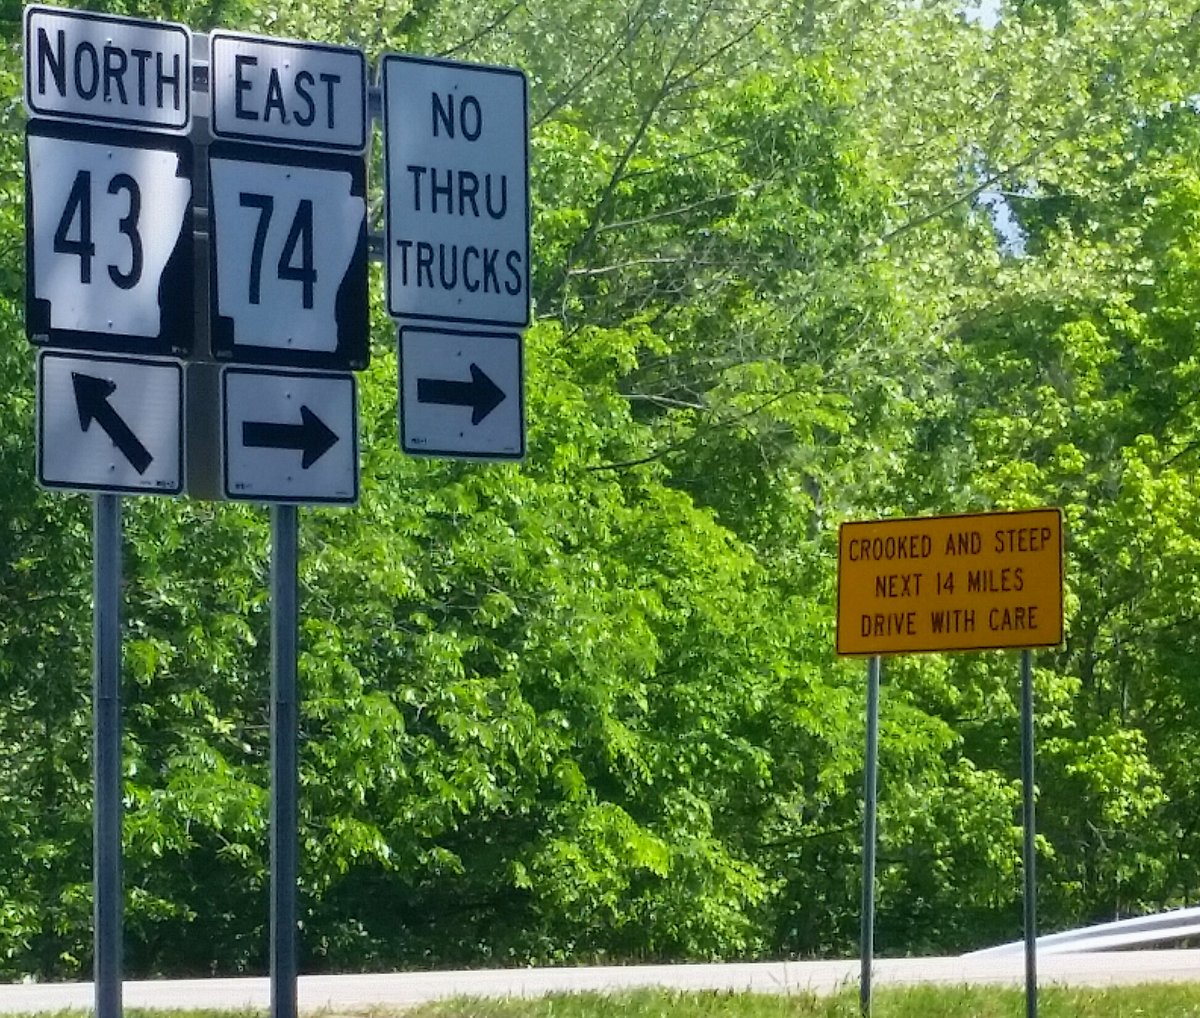 NORTH
43
EAST
74
NO
THRU
TRUCKS
CROOKED AND STEEP
NEXT 14 MILES
DRIVE WITH CARE